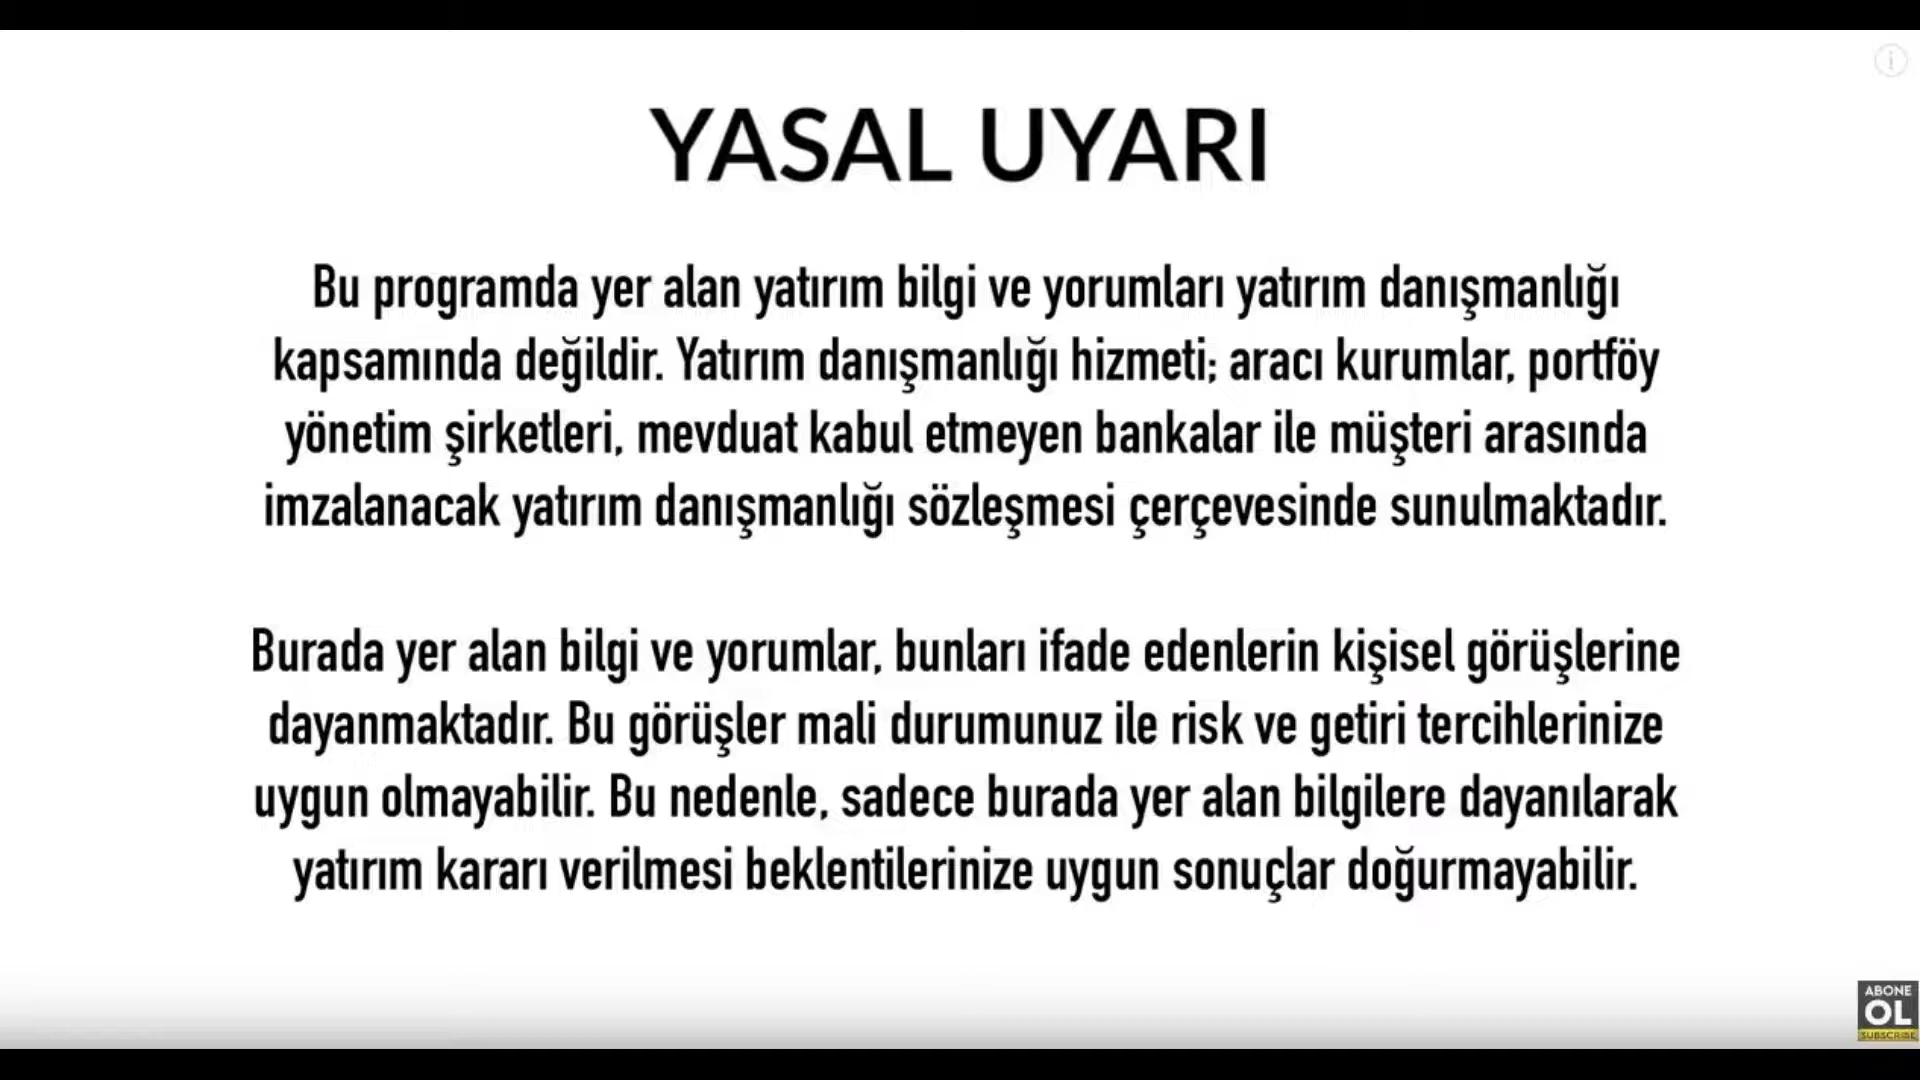 YASAL UYARI
Bu programda yer alan yatırım bilgi ve yorumları yatırım danışmanlığı
kapsamında değildir. Yatırım danışmanlığı hizmeti; aracı kurumlar, portföy
yönetim şirketleri, mevduat kabul etmeyen bankalar ile müşteri arasında
imzalanacak yatırım danışmanlığı sözleşmesi çerçevesinde sunulmaktadır.
Burada yer alan bilgi ve yorumlar, bunları ifade edenlerin kişisel görüşlerine
dayanmaktadır. Bu görüşler mali durumunuz ile risk ve getiri tercihlerinize
uygun olmayabilir. Bu nedenle, sadece burada yer alan bilgilere dayanılarak
yatırım kararı verilmesi beklentilerinize uygun sonuçlar doğurmayabilir.
ABONE
OL
SUBSCRIBE